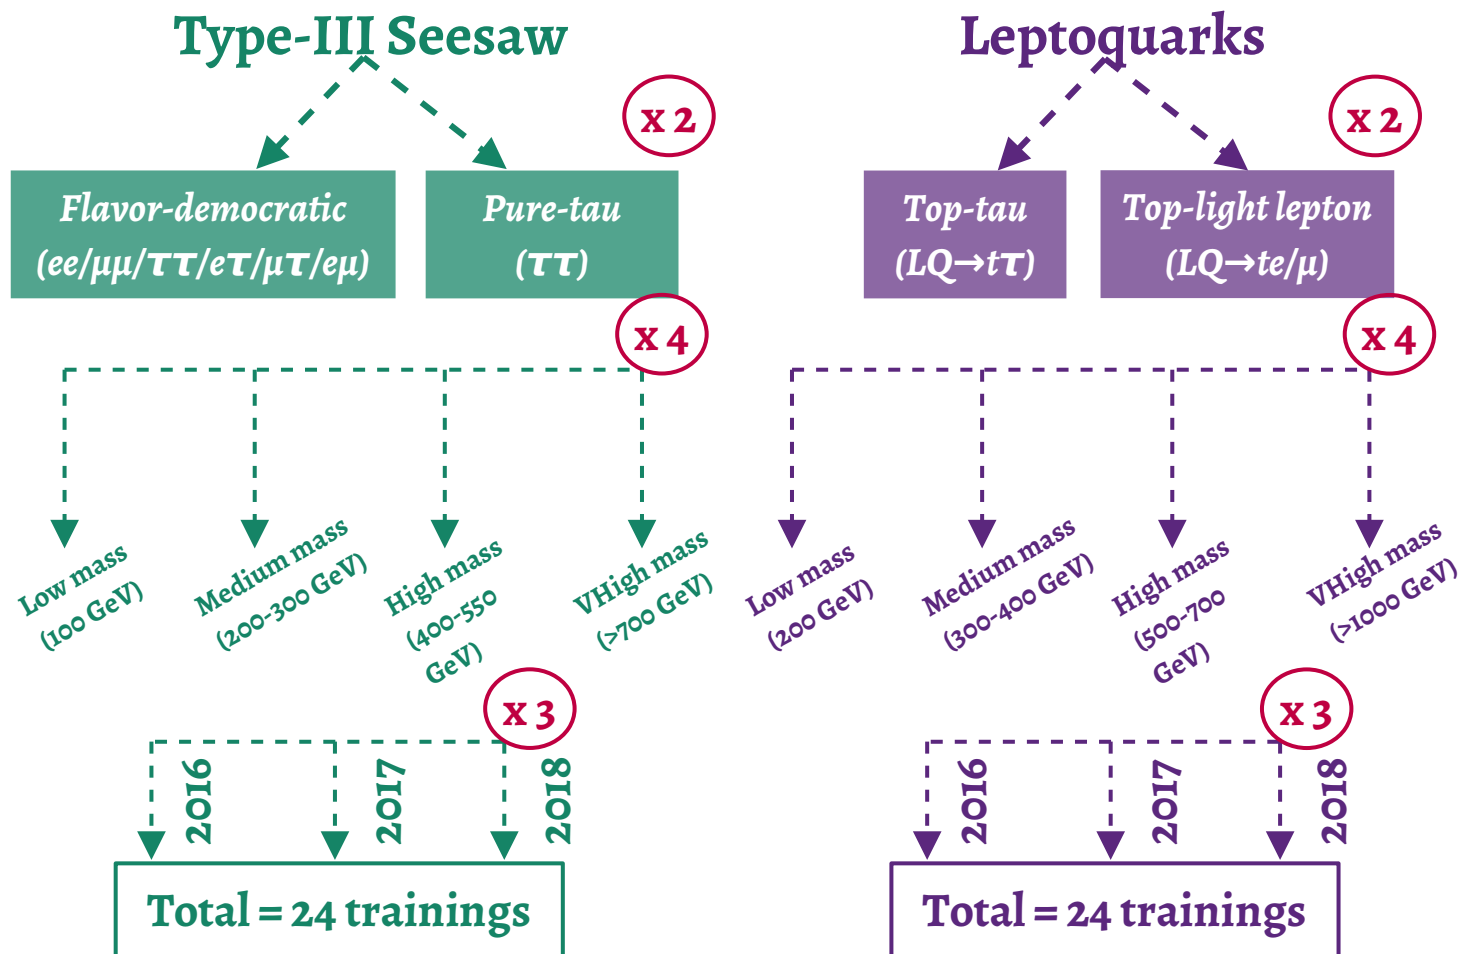 Type-III Seesaw
x 2
Flavor-democratic
(ee/μμ/ττ/eτ/μτ/eμ)
Pure-tau
(ττ)
x 4
Low mass
(100 GeV)
Medium mass
(200-300 GeV)
High mass
(400-550
GeV)
VHigh mass
(>700 GeV)
x 3
2016
2017
2018
Total = 24 trainings
Leptoquarks
x 2
Top-tau
(LQ→tτ)
Top-light lepton
(LQ→te/μ)
x 4
Low mass
(200 GeV)
Medium mass
(300-400 GeV)
High mass
(500-700
GeV)
VHigh mass
(>1000 GeV)
x 3
2016
2017
2018
Total = 24 trainings